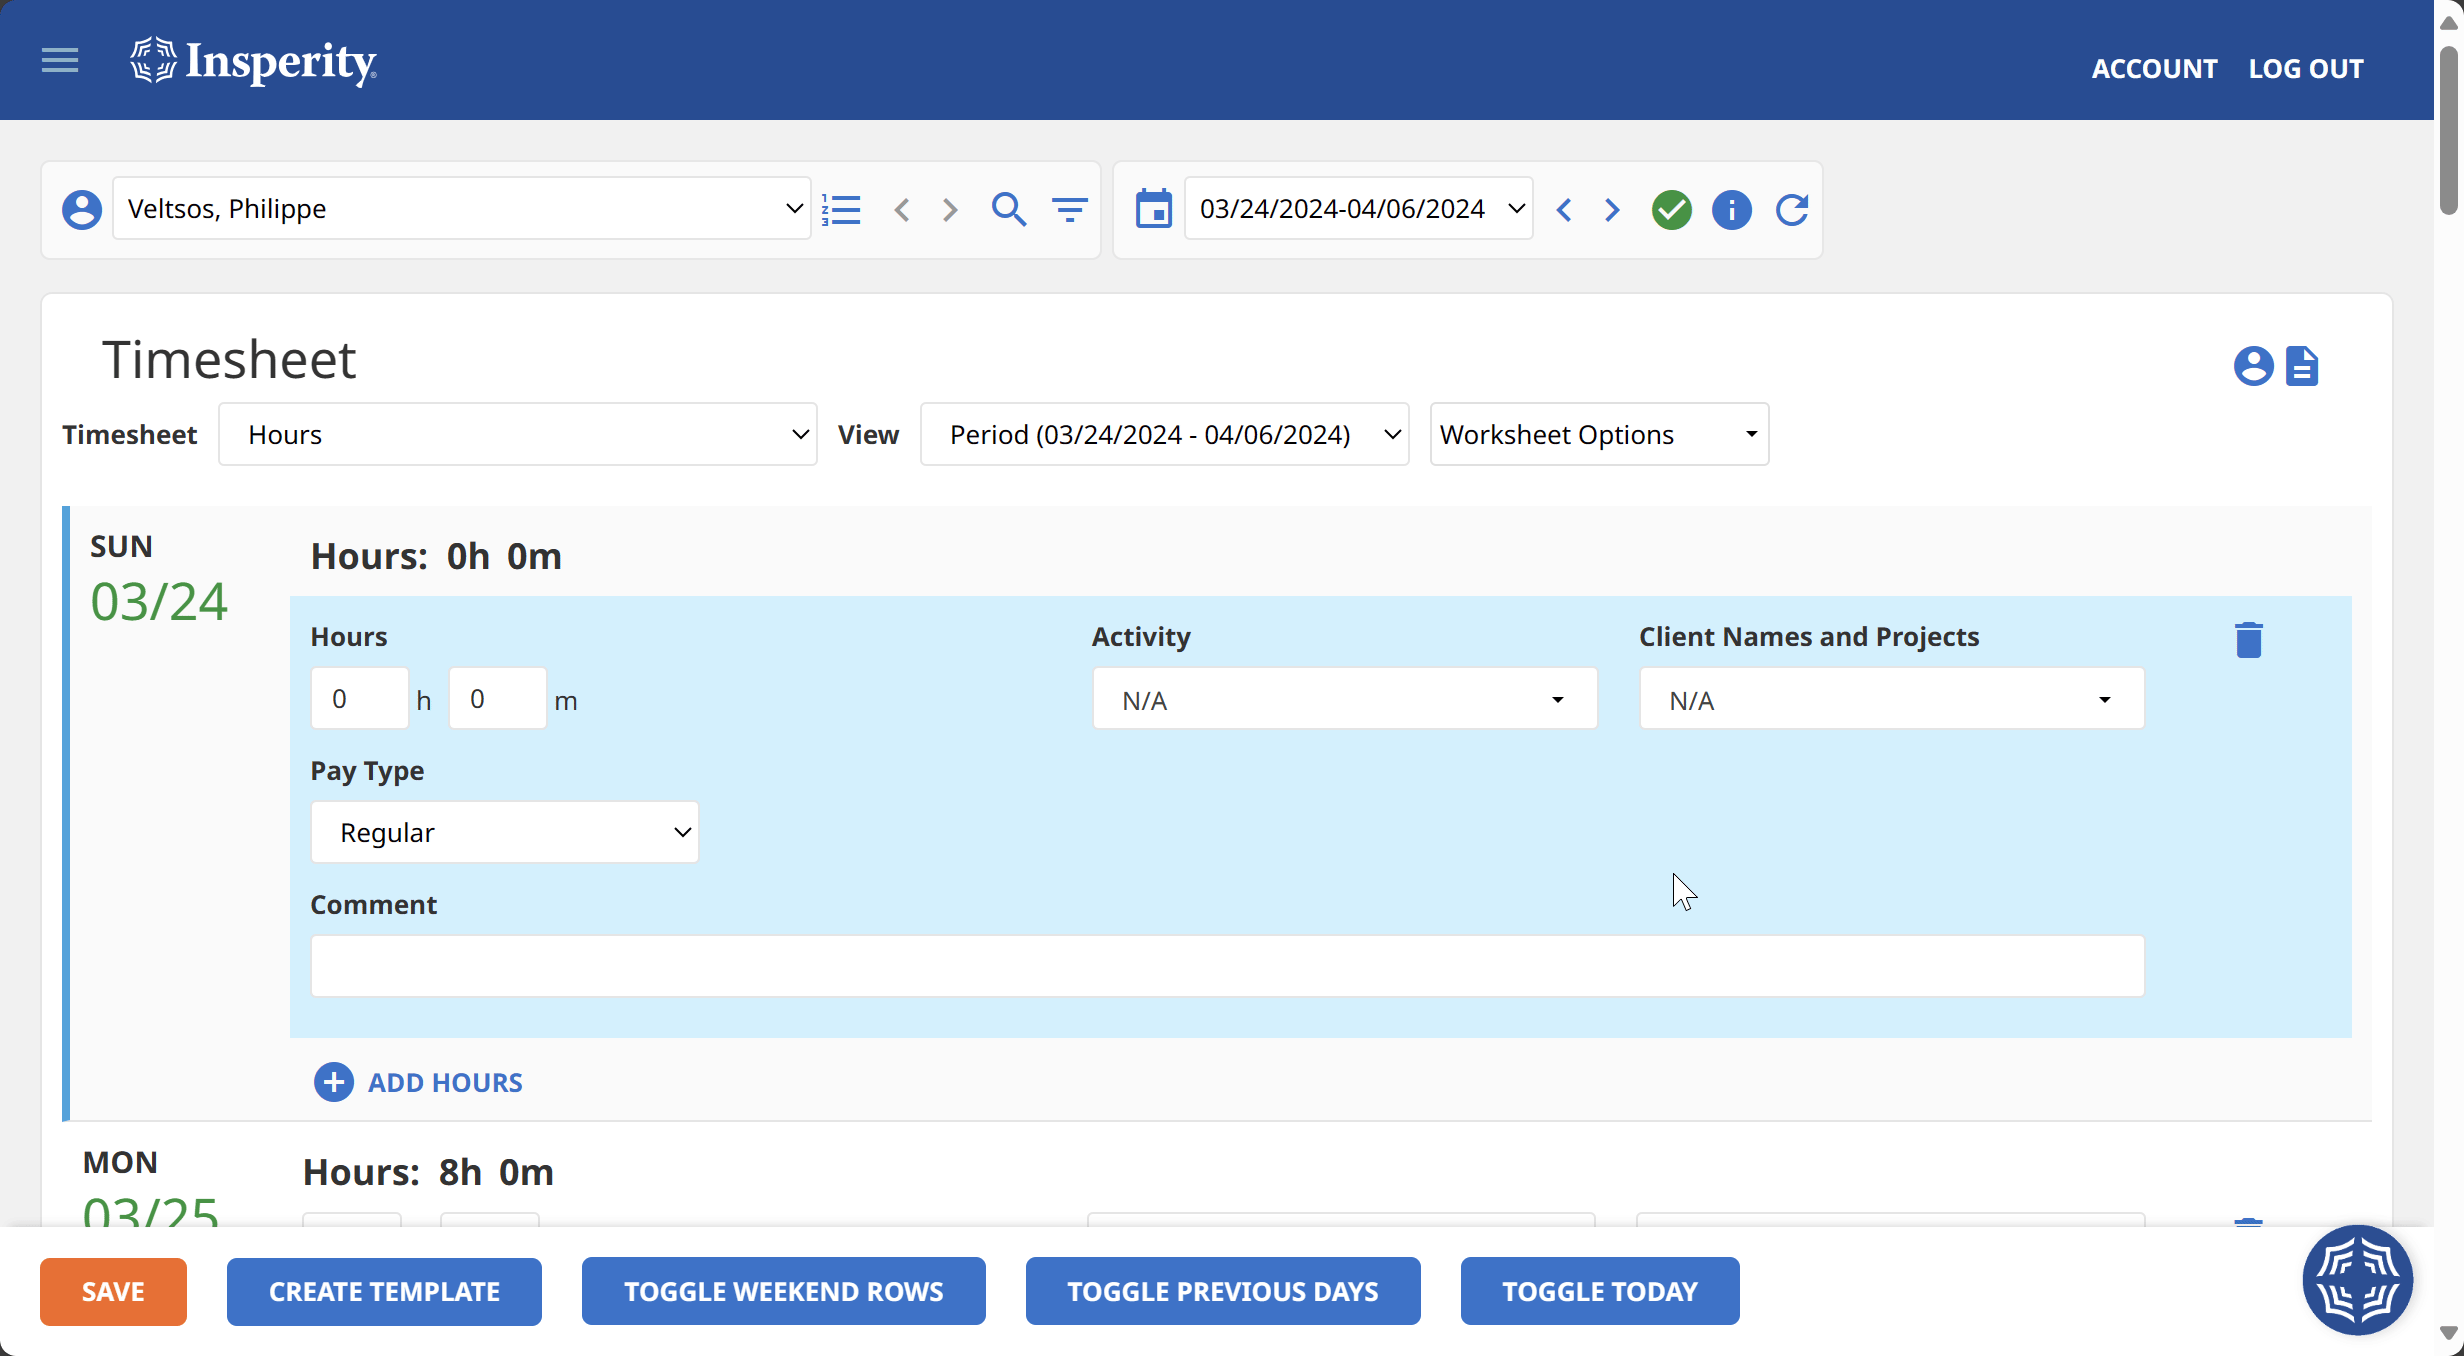 Insperity
ACCOUNT LOG OUT
Veltsos, Philippe
03/24/2024-04/06/2024
Timesheet
Timesheet Hours View Period (03/24/2024 - 04/06/2024) Worksheet Options
SUN
03/24
Hours: 0h 0m
Hours Activity Client Names and Projects
0 h 0 m N/A N/A
Pay Type
Regular
Comment
ADD HOURS
MON
03/25
Hours: 8h 0m
SAVE CREATE TEMPLATE TOGGLE WEEKEND ROWS TOGGLE PREVIOUS DAYS TOGGLE TODAY